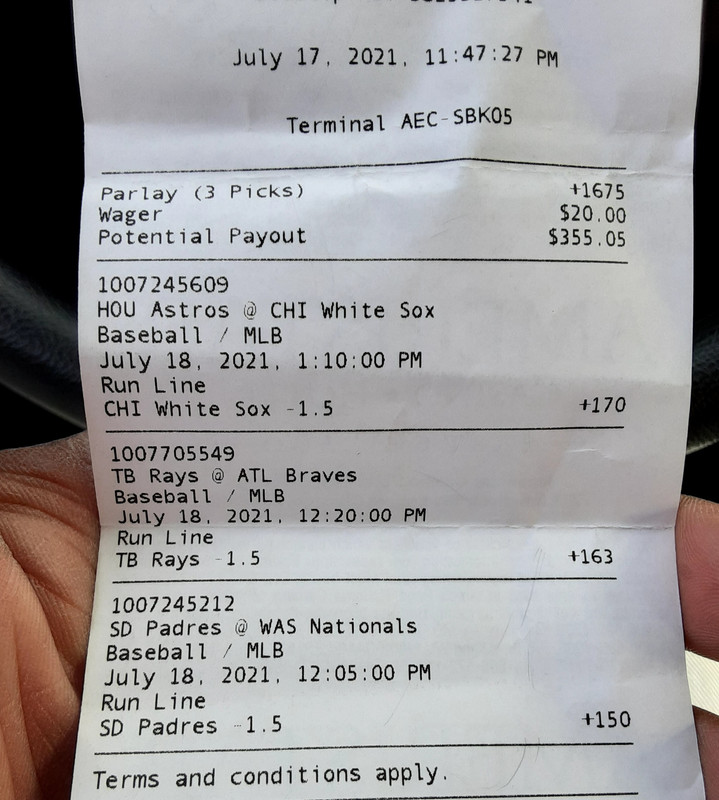 July 17, 2021, 11:47:27 PM
Terminal AEC-SBK05
Parlay (3 Picks) +1675
Wager $20.00
Potential Payout $355.05
1007245609
HOU Astros @ CHI White Sox
Baseball / MLB
July 18, 2021, 1:10:00 PM
Run Line
CHI White Sox -1.5 +170
1007705549
TB Rays @ ATL Braves
Baseball / MLB
July 18, 2021, 12:20:00 PM
Run Line
TB Rays -1.5 +163
1007245212
SD Padres @ WAS Nationals
Baseball / MLB
July 18, 2021, 12:05:00 PM
Run Line
SD Padres -1.5 +150
Terms and conditions apply.